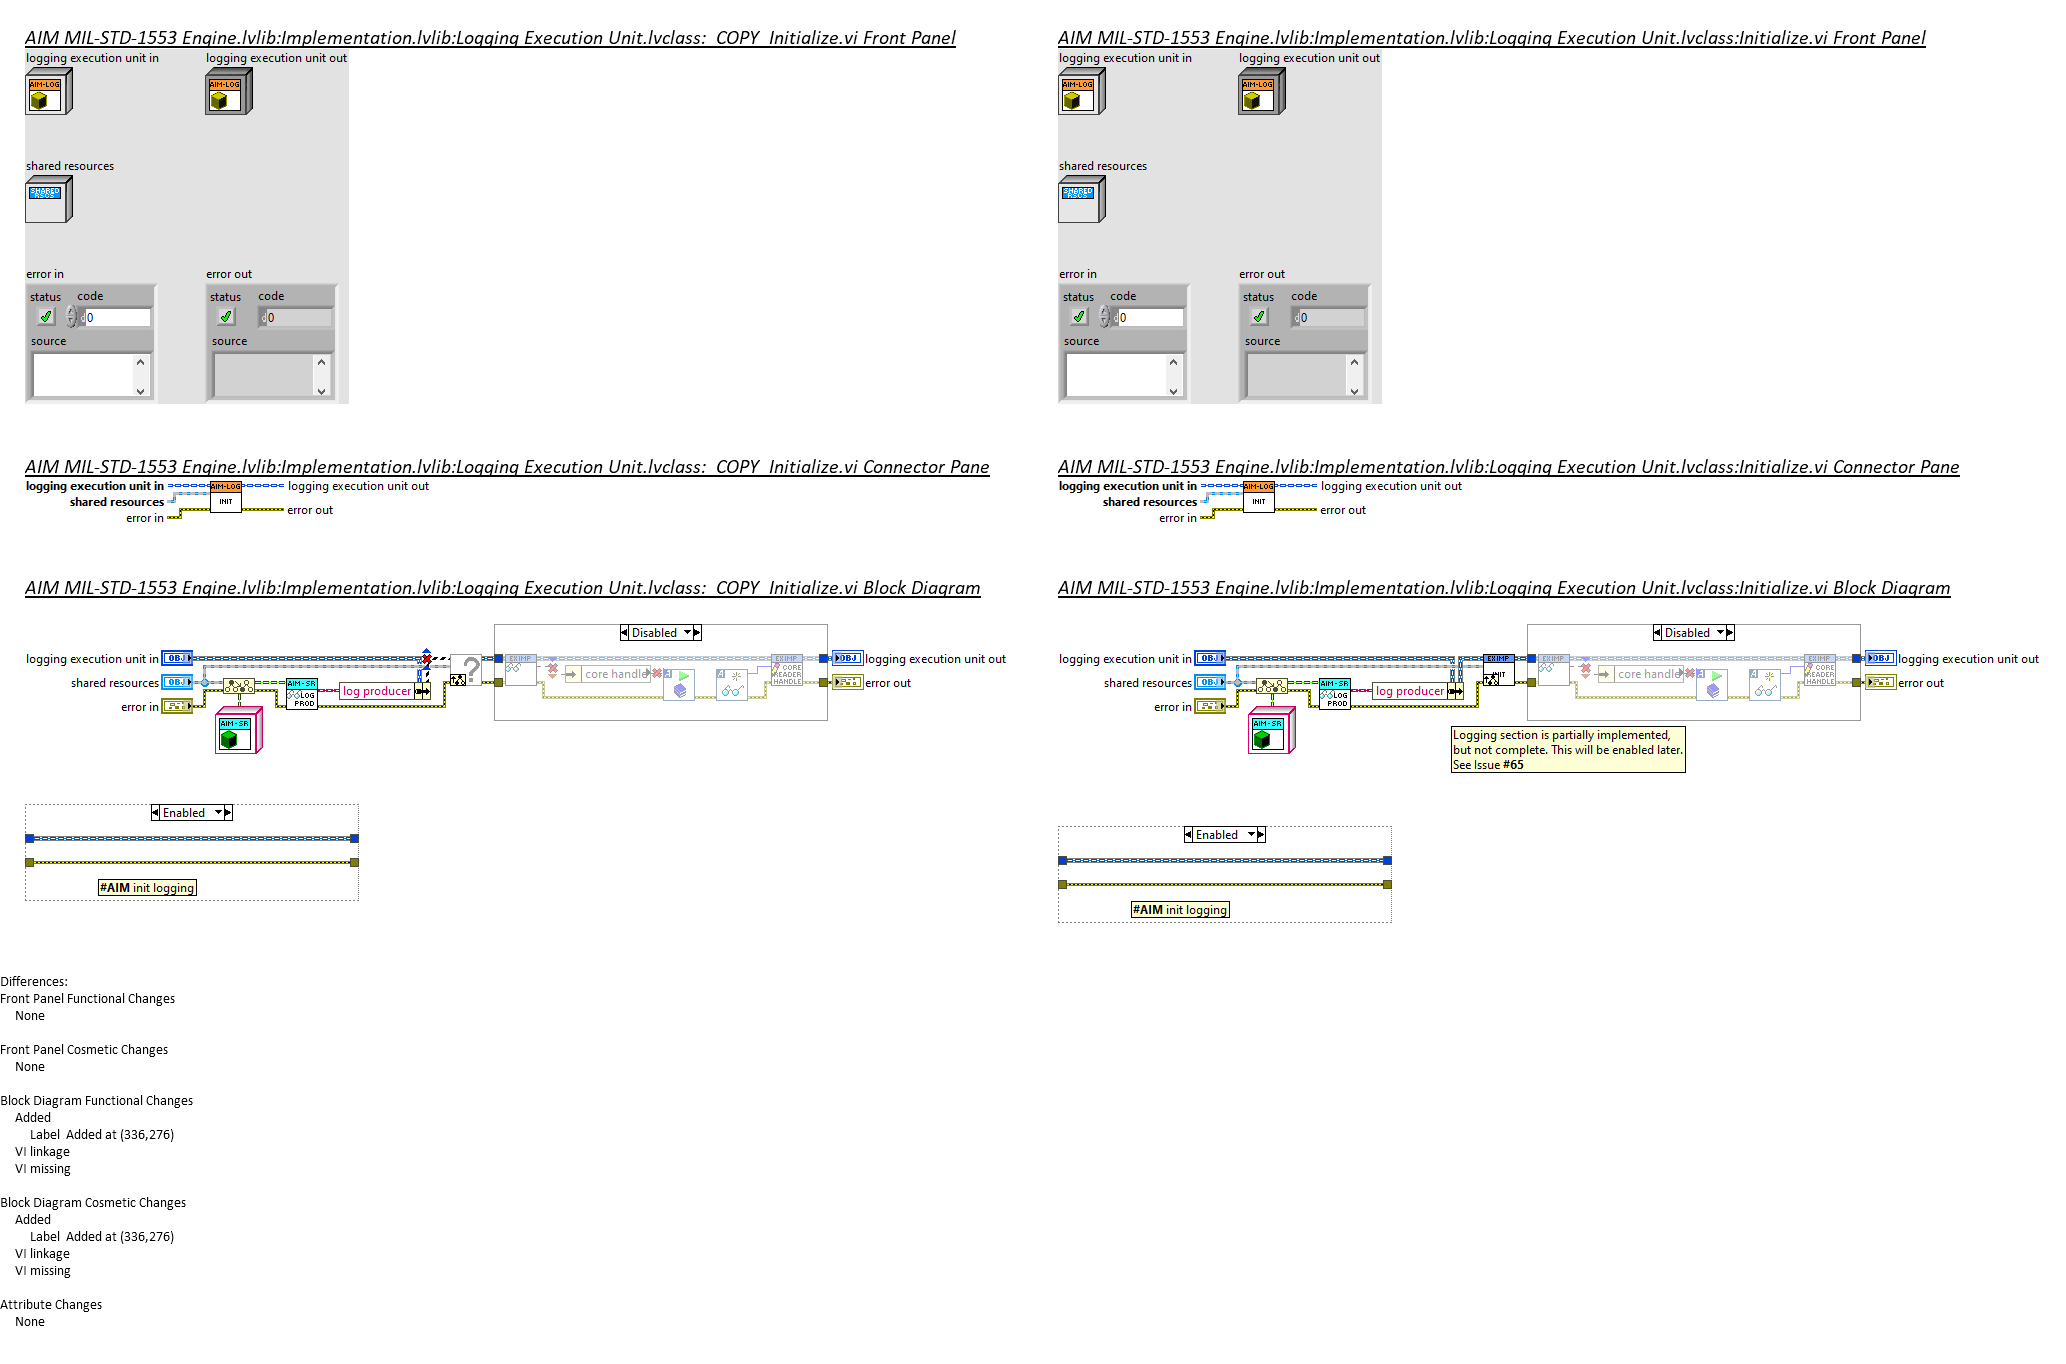 AIM MIL-STD-1553 Engine.lvlib:Implementation.lvlib:Logging Execution Unit.lvclass:_COPY_Initialize.vi Front Panel
logging execution unit in
logging execution unit out
AIM-LOG
AIM-LOG
shared resources
SHARED
RSCS
error in
error out
status
code
status
code
0
0
source
source
AIM MIL-STD-1553 Engine.lvlib:Implementation.lvlib:Logging Execution Unit.lvclass:_COPY_Initialize.vi Connector Pane
logging execution unit in
AIM-LOG
logging execution unit out
shared resources
INIT
error in
error out
AIM MIL-STD-1553 Engine.lvlib:Implementation.lvlib:Logging Execution Unit.lvclass:_COPY_Initialize.vi Block Diagram
Disabled
logging execution unit in
OBJ
?
EXIMP
EXIMP
OBJ
logging execution unit out
shared resources
OBJ
AIM-SR
LOG
PROD
log producer
core handle
CORE
READER
HANDLE
error out
error in
AIM-SR
Enabled
#AIM init logging
AIM MIL-STD-1553 Engine.lvlib:Implementation.lvlib:Logging Execution Unit.lvclass:Initialize.vi Front Panel
logging execution unit in
logging execution unit out
AIM-LOG
AIM-LOG
shared resources
SHARED
RSCS
error in
error out
status
code
status
code
0
0
source
source
AIM MIL-STD-1553 Engine.lvlib:Implementation.lvlib:Logging Execution Unit.lvclass:Initialize.vi Connector Pane
logging execution unit in
AIM-LOG
logging execution unit out
shared resources
INIT
error in
error out
AIM MIL-STD-1553 Engine.lvlib:Implementation.lvlib:Logging Execution Unit.lvclass:Initialize.vi Block Diagram
Disabled
logging execution unit in
OBJ
EXIMP
EXIMP
EXIMP
OBJ
logging execution unit out
shared resources
OBJ
AIM-SR
LOG
PROD
log producer
core handle
CORE
READER
HANDLE
error out
error in
AIM-SR
Logging section is partially implemented,
but not complete. This will be enabled later.
See Issue #65
Enabled
#AIM init logging
Differences:
Front Panel Functional Changes
None
Front Panel Cosmetic Changes
None
Block Diagram Functional Changes
Added
Label  Added at (336,276)
VI linkage
VI missing
Block Diagram Cosmetic Changes
Added
Label  Added at (336,276)
VI linkage
VI missing
Attribute Changes
None